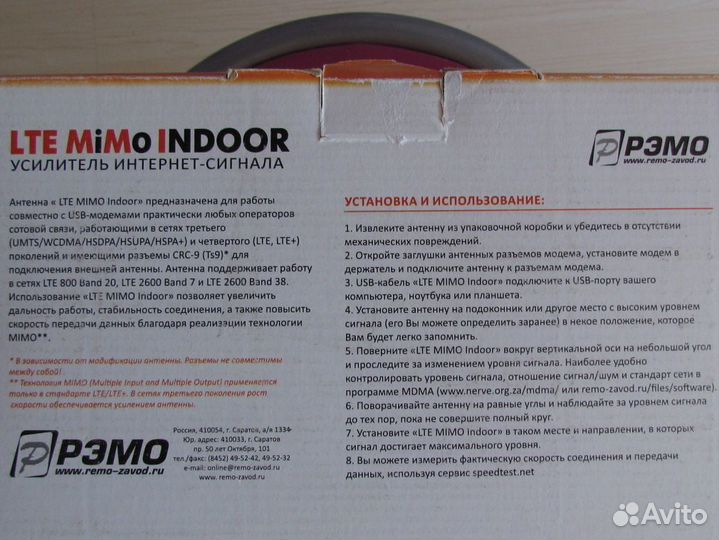 LTE MiMo INDOOR
УСИЛИТЕЛЬ ИНТЕРНЕТ-СИГНАЛА
РЭМО
www.remo-zavod.ru
Антенна « LTE MIMO Indoor» предназначена для работы
совместно с USB-модемами практически любых операторов
сотовой связи, работающими в сетях третьего
(UMTS/WCDMA/HSDPA/HSUPA/HSPA+) и четвертого (LTE, LTE+)
поколений и имеющими разъемы CRC-9 (Ts9)* для
подключения внешней антенны. Антенна поддерживает работу
в сетях LTE 800 Band 20, LTE 2600 Band 7 и LTE 2600 Band 38.
Использование «LTE MIMO Indoor» позволяет увеличить
дальность работы, стабильность соединения, а также повысить
скорость передачи данных благодаря реализации технологии
MIMO**.
* В зависимости от модификации антенны. Разъемы не совместимы
между собой!
** Технология MIMO (Multiple Input and Multiple Output) применяется
только в стандарте LTE/LTE+. В сетях третьего поколения рост
скорости обеспечивается усилением антенны.
РЭМО
www.remo-zavod.ru
Россия, 410054, г. Саратов, а/я 1334
Юр. адрес: 410033, г. Саратов
пр. 50 лет Октября, 101
тел./факс: (8452) 49-52-42, 49-52-32
e-mail: online@remo-zavod.ru
remo-zavod.ru
УСТАНОВКА И ИСПОЛЬЗОВАНИЕ:
1. Извлеките антенну из упаковочной коробки и убедитесь в отсутствии
механических повреждений.
2. Откройте заглушки антенных разъемов модема, установите модем в
держатель и подключите антенну к разъемам модема.
3. USB-кабель «LTE MIMO Indoor» подключите к USB-порту вашего
компьютера, ноутбука или планшета.
4. Установите антенну на подоконник или другое место с высоким уровнем
сигнала (его Вы можете определить заранее) в некое положение, которое
Вам будет легко запомнить.
5. Поверните «LTE MIMO Indoor» вокруг вертикальной оси на небольшой угол
и проследите за изменением уровня сигнала. Наиболее удобно
контролировать уровень сигнала, отношение сигнал/шум и стандарт сети в
программе MDMA (www.nerve.org.za/mdma/ или remo-zavod.ru/files/software).
6. Поворачивайте антенну на равные углы и наблюдайте за уровнем сигнала
до тех пор, пока не совершите полный круг.
7. Установите «LTE MIMO Indoor» в таком месте и направлении, в которых
сигнал достигает максимального уровня.
8. Вы можете измерить фактическую скорость соединения и передачи
данных, используя сервис speedtest.net
Avito